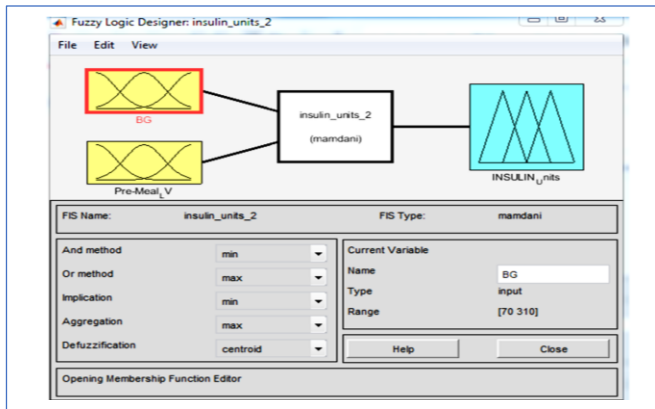 Fuzzy Logic Designer: insulin_units_2
File Edit View
BG
insulin_units_2
(mamdani)
Pre-Meal_LV
INSULIN_Units
FIS Name: insulin_units_2 FIS Type: mamdani
And method min
Or method max
Implication min
Aggregation max
Defuzzification centroid
Current Variable
Name BG
Type input
Range [70 310]
Help Close
Opening Membership Function Editor